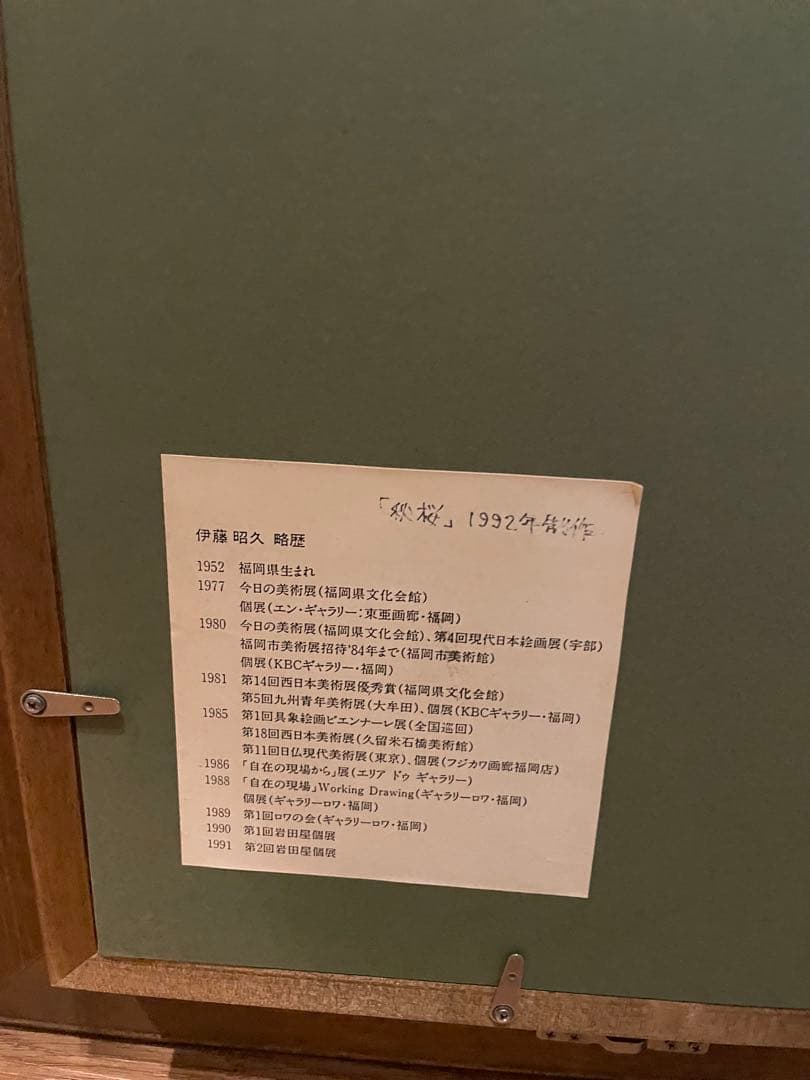 「秋桜」1992年制作
伊藤 昭久 略歴
1952 福岡県生まれ
1977 今日の美術展(福岡県文化会館)
個展(エン・ギャラリー:東亜画廊・福岡)
1980 今日の美術展(福岡県文化会館)、第4回現代日本絵画展(宇部)
福岡市美術展招待'84年まで(福岡市美術館)
個展(KBCギャラリー・福岡)
1981 第14回西日本美術展優秀賞(福岡県文化会館)
第5回九州青年美術展(大牟田)、個展(KBCギャラリー・福岡)
1985 第1回具象絵画ビエンナーレ展(全国巡回)
第18回西日本美術展(久留米石橋美術館)
第11回日仏現代美術展(東京)、個展(フジカワ画廊福岡店)
1986 「自在の現場から」展(エリア ドゥ ギャラリー)
1988 「自在の現場」Working Drawing(ギャラリーロワ・福岡)
個展(ギャラリーロワ・福岡)
1989 第1回ロワの会(ギャラリーロワ・福岡)
1990 第1回岩田屋個展
1991 第2回岩田屋個展